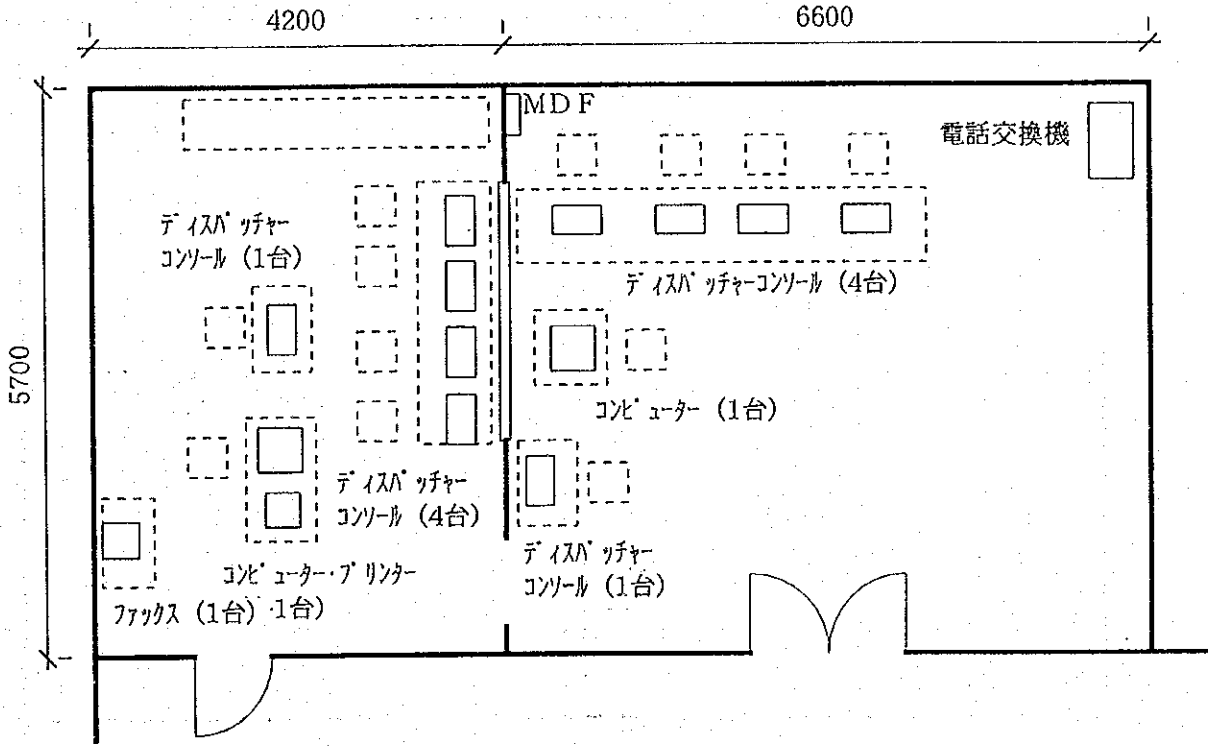 4200
6600
5700
MDF
電話交換機
ディスパッチャー
コンソール (1台)
ディスパッチャーコンソール (4台)
コンピューター (1台)
ディスパッチャー
コンソール (4台)
コンピューター・プリンター
ファックス (1台)・1台)
ディスパッチャー
コンソール (1台)